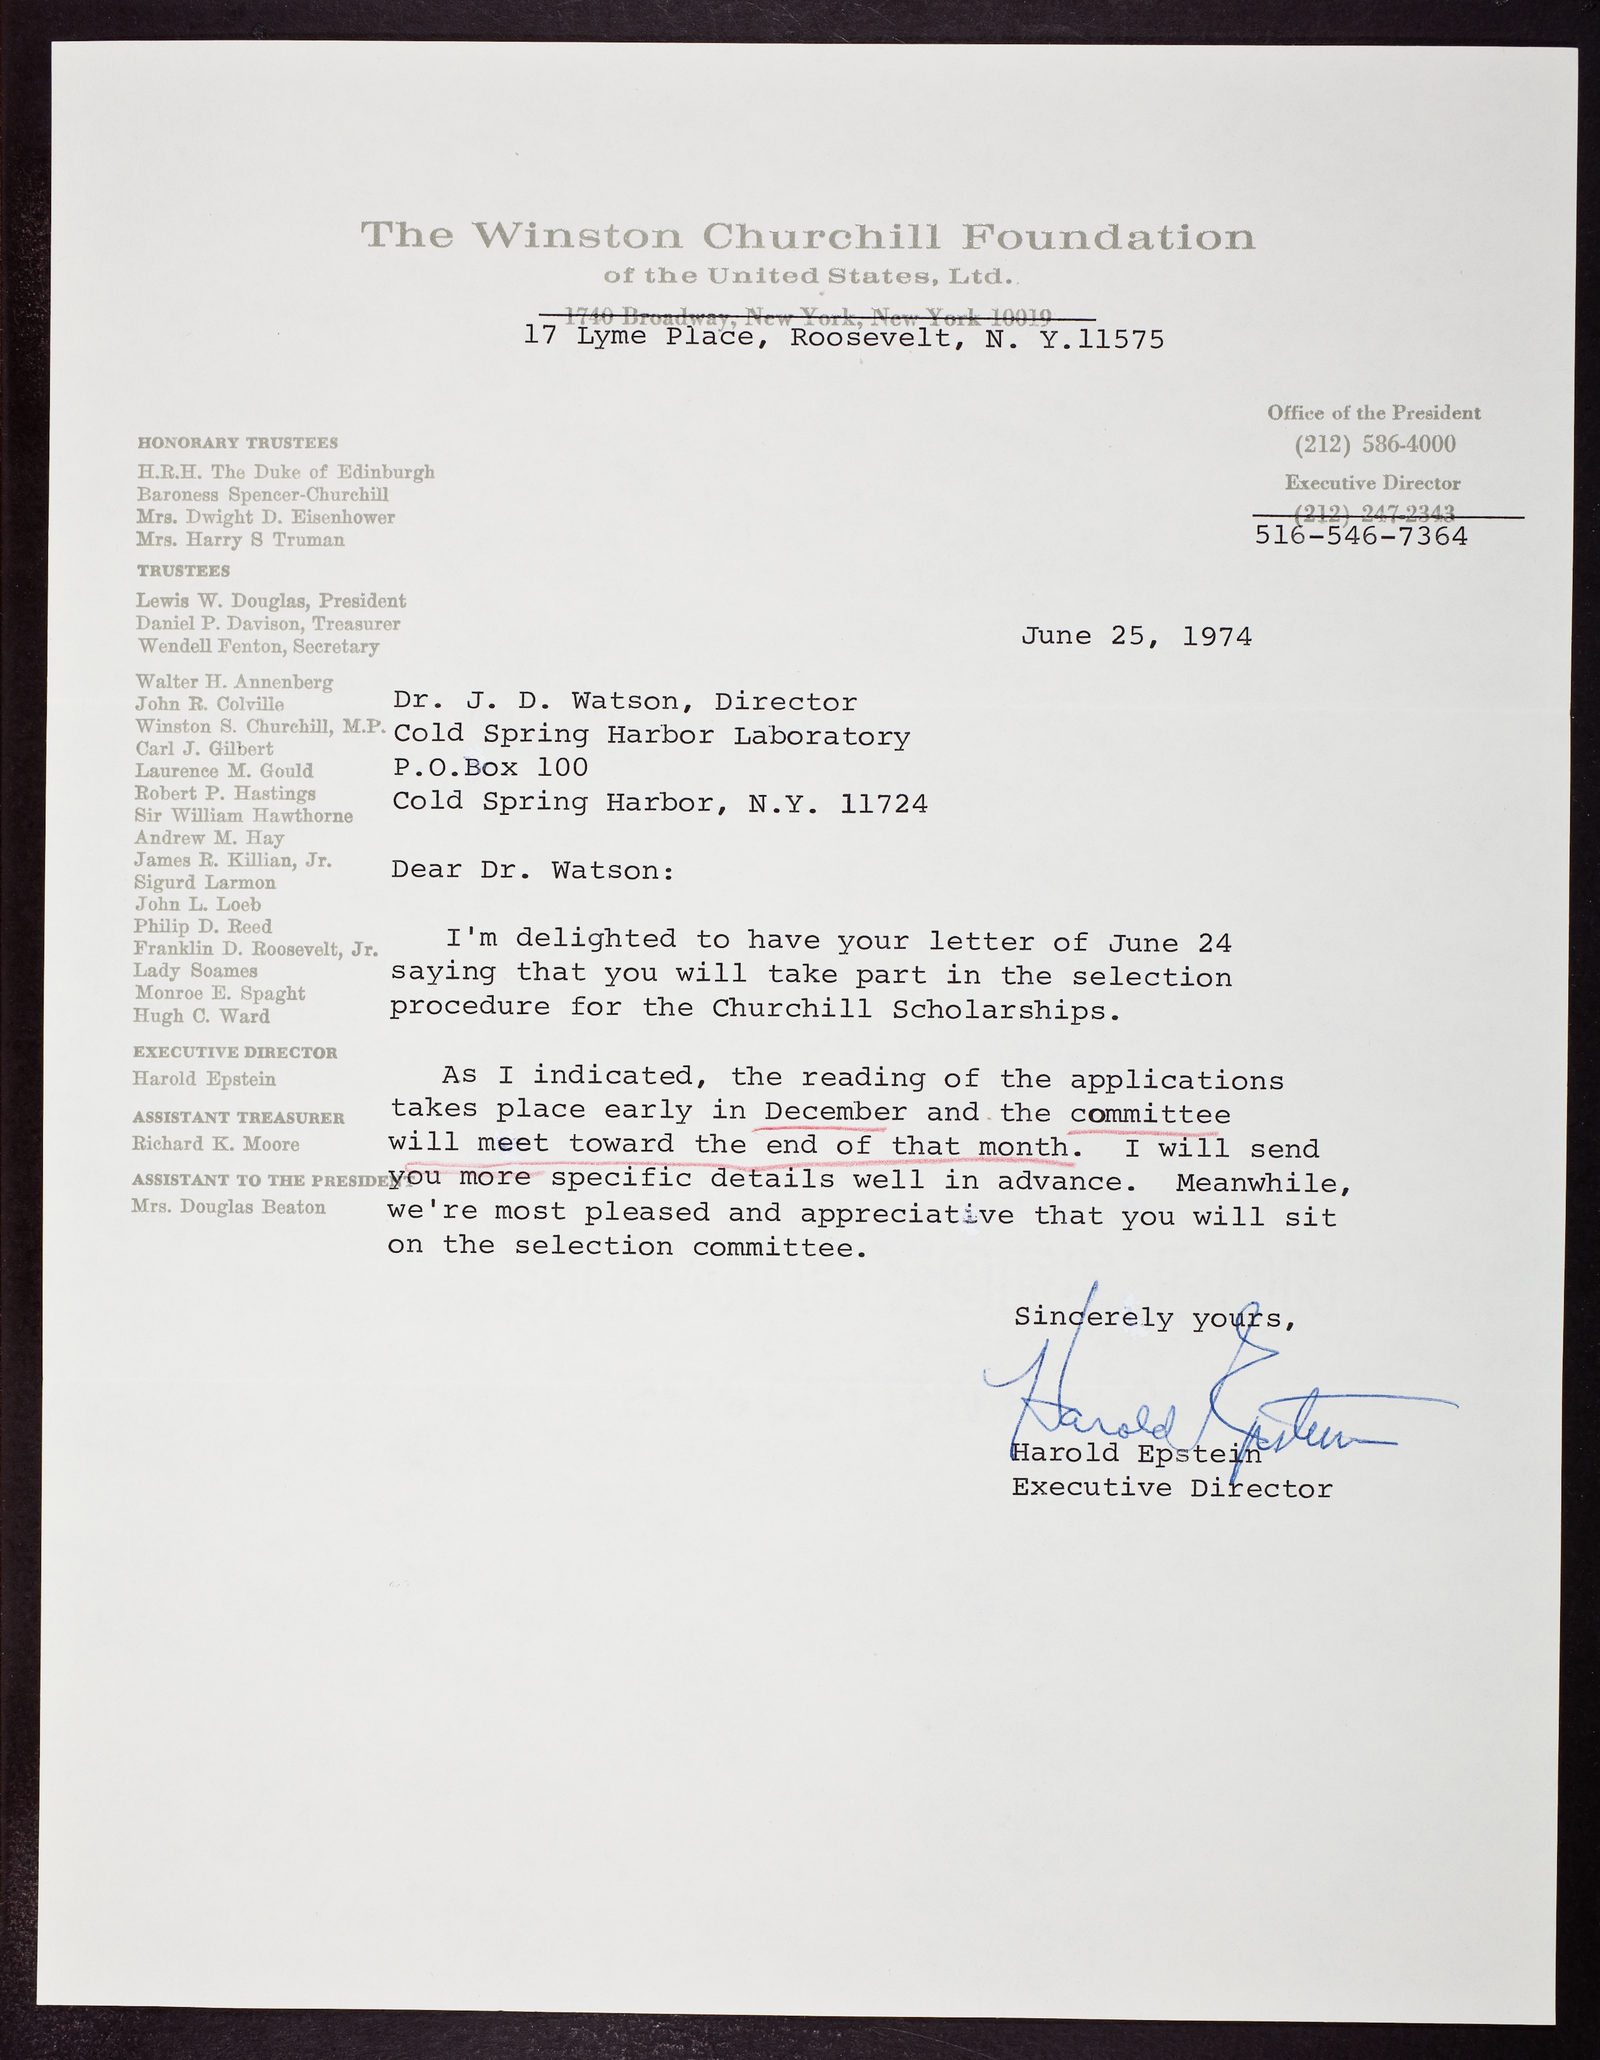 The Winston Churchill Foundation
of the United States, Ltd.
1740 Broadway, New York, New York 10019
17 Lyme Place, Roosevelt, N. Y.11575
Office of the President
(212) 586-4000
Executive Director
(212) 247-2343
516-546-7364
HONORARY TRUSTEES
H.R.H. The Duke of Edinburgh
Baroness Spencer-Churchill
Mrs. Dwight D. Eisenhower
Mrs. Harry S Truman
TRUSTEES
Lewis W. Douglas, President
Daniel P. Davison, Treasurer
Wendell Fenton, Secretary
Walter H. Annenberg
John R. Colville
Winston S. Churchill, M.P.
Carl J. Gilbert
Laurence M. Gould
Robert P. Hastings
Sir William Hawthorne
Andrew M. Hay
James R. Killian, Jr.
Sigurd Larmon
John L. Loeb
Philip D. Reed
Franklin D. Roosevelt, Jr.
Lady Soames
Monroe E. Spaght
Hugh C. Ward
EXECUTIVE DIRECTOR
Harold Epstein
ASSISTANT TREASURER
Richard K. Moore
ASSISTANT TO THE PRESIDENT
Mrs. Douglas Beaton
June 25, 1974
Dr. J. D. Watson, Director
Cold Spring Harbor Laboratory
P.O.Box 100
Cold Spring Harbor, N.Y. 11724
Dear Dr. Watson:
I'm delighted to have your letter of June 24
saying that you will take part in the selection
procedure for the Churchill Scholarships.
As I indicated, the reading of the applications
takes place early in December and the committee
will meet toward the end of that month. I will send
you more specific details well in advance. Meanwhile,
we're most pleased and appreciative that you will sit
on the selection committee.
Sincerely yours,
Harold Epstein
Harold Epstein
Executive Director